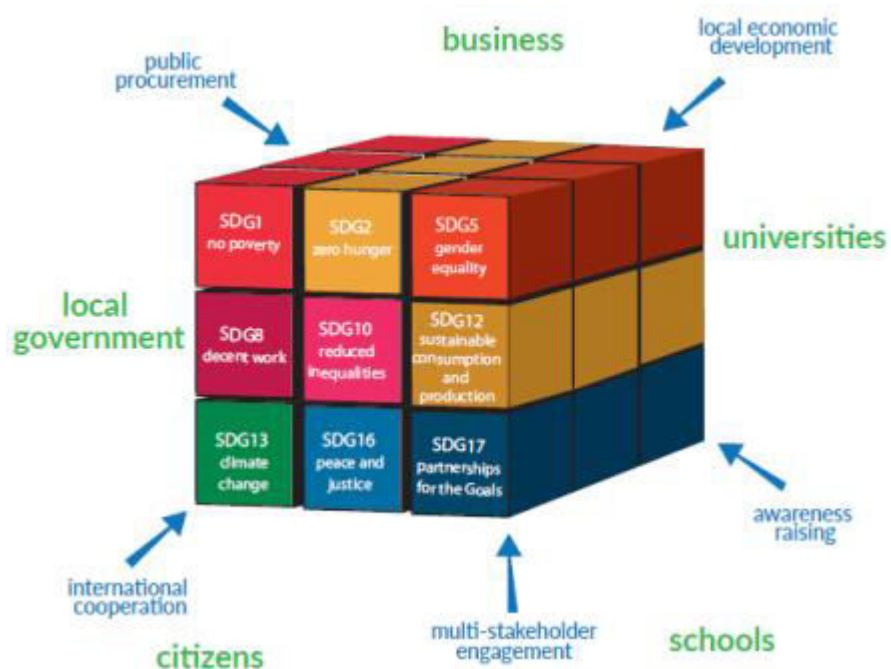 business
local economic
development
public
procurement
SDG1
no poverty
SDG2
zero hunger
SDG5
gender
equality
universities
local
government
SDG8
decent work
SDG10
reduced
inequalities
SDG12
sustainable
consumption
and
production
SDG13
climate
change
SDG16
peace and
justice
SDG17
partnerships
for the Goals
awareness
raising
international
cooperation
multi-stakeholder
engagement
schools
citizens